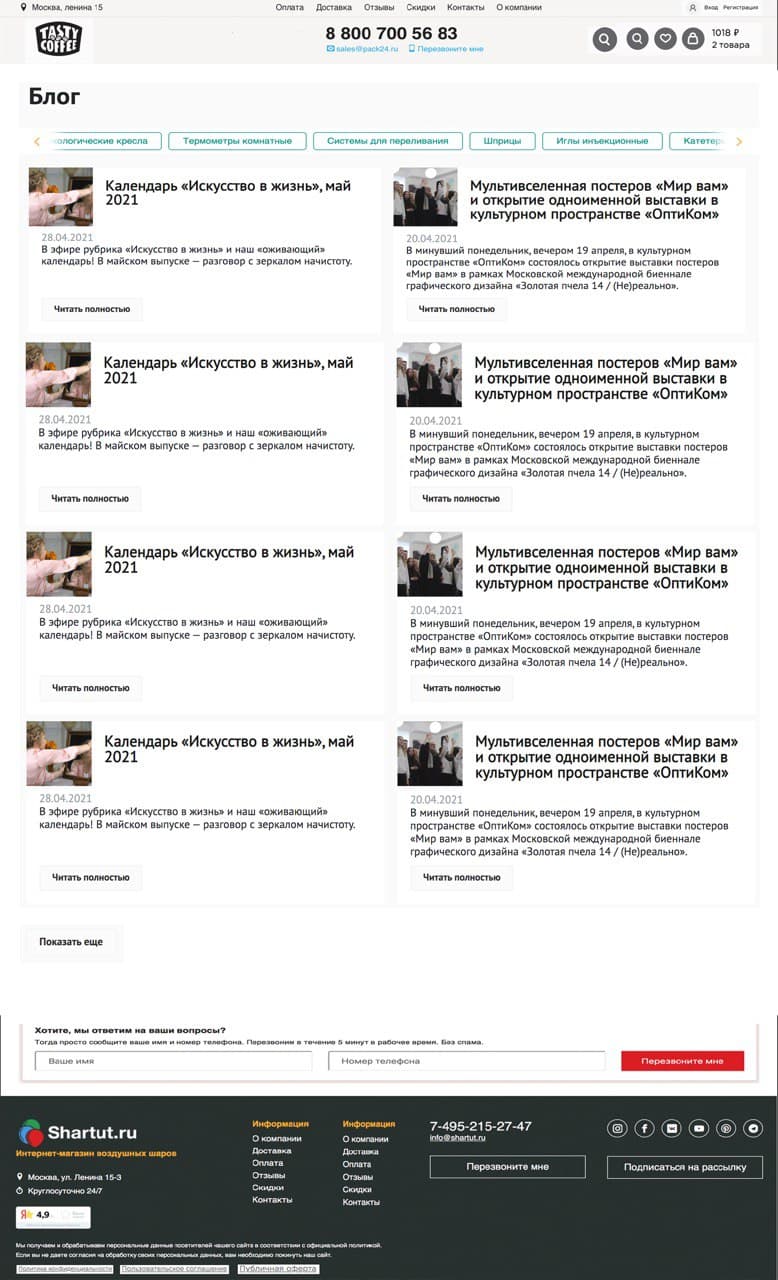 Москва, ленина 15
Оплата Доставка Отзывы Скидки Контакты О компании
Вход Регистрация
TASTY
COFFEE
8 800 700 56 83
sales@pack24.ru Перезвоните мне
1018 ₽
2 товара
Блог
кологические кресла Термометры комнатные Системы для переливания Шприцы Иглы инъекционные Катетер
Календарь «Искусство в жизнь», май
2021
28.04.2021
В эфире рубрика «Искусство в жизнь» и наш «оживающий»
календарь! В майском выпуске — разговор с зеркалом начистоту.
Читать полностью
Мультивселенная постеров «Мир вам»
и открытие одноименной выставки в
культурном пространстве «ОптиКом»
20.04.2021
В минувший понедельник, вечером 19 апреля, в культурном
пространстве «ОптиКом» состоялось открытие выставки постеров
«Мир вам» в рамках Московской международной биеннале
графического дизайна «Золотая пчела 14 / (Не)реально».
Читать полностью
Календарь «Искусство в жизнь», май
2021
28.04.2021
В эфире рубрика «Искусство в жизнь» и наш «оживающий»
календарь! В майском выпуске — разговор с зеркалом начистоту.
Читать полностью
Мультивселенная постеров «Мир вам»
и открытие одноименной выставки в
культурном пространстве «ОптиКом»
20.04.2021
В минувший понедельник, вечером 19 апреля, в культурном
пространстве «ОптиКом» состоялось открытие выставки постеров
«Мир вам» в рамках Московской международной биеннале
графического дизайна «Золотая пчела 14 / (Не)реально».
Читать полностью
Календарь «Искусство в жизнь», май
2021
28.04.2021
В эфире рубрика «Искусство в жизнь» и наш «оживающий»
календарь! В майском выпуске — разговор с зеркалом начистоту.
Читать полностью
Мультивселенная постеров «Мир вам»
и открытие одноименной выставки в
культурном пространстве «ОптиКом»
20.04.2021
В минувший понедельник, вечером 19 апреля, в культурном
пространстве «ОптиКом» состоялось открытие выставки постеров
«Мир вам» в рамках Московской международной биеннале
графического дизайна «Золотая пчела 14 / (Не)реально».
Читать полностью
Календарь «Искусство в жизнь», май
2021
28.04.2021
В эфире рубрика «Искусство в жизнь» и наш «оживающий»
календарь! В майском выпуске — разговор с зеркалом начистоту.
Читать полностью
Мультивселенная постеров «Мир вам»
и открытие одноименной выставки в
культурном пространстве «ОптиКом»
20.04.2021
В минувший понедельник, вечером 19 апреля, в культурном
пространстве «ОптиКом» состоялось открытие выставки постеров
«Мир вам» в рамках Московской международной биеннале
графического дизайна «Золотая пчела 14 / (Не)реально».
Читать полностью
Показать еще
Хотите, мы ответим на ваши вопросы?
Тогда просто сообщите ваше имя и номер телефона. Перезвоним в течение 5 минут в рабочее время. Без спама.
Ваше имя Номер телефона Перезвоните мне
Shartut.ru
Интернет-магазин воздушных шаров
Москва, ул. Ленина 15-3
Круглосуточно 24/7
Я 4,9
Информация
О компании
Доставка
Оплата
Отзывы
Скидки
Контакты
Информация
О компании
Доставка
Оплата
Отзывы
Скидки
Контакты
7-495-215-27-47
info@shartut.ru
Перезвоните мне
Подписаться на рассылку
Мы получаем и обрабатываем персональные данные посетителей нашего сайта в соответствии с официальной политикой.
Если вы не даете согласия на обработку своих персональных данных, вам необходимо покинуть наш сайт.
Политика конфиденциальности Пользовательское соглашение Публичная оферта